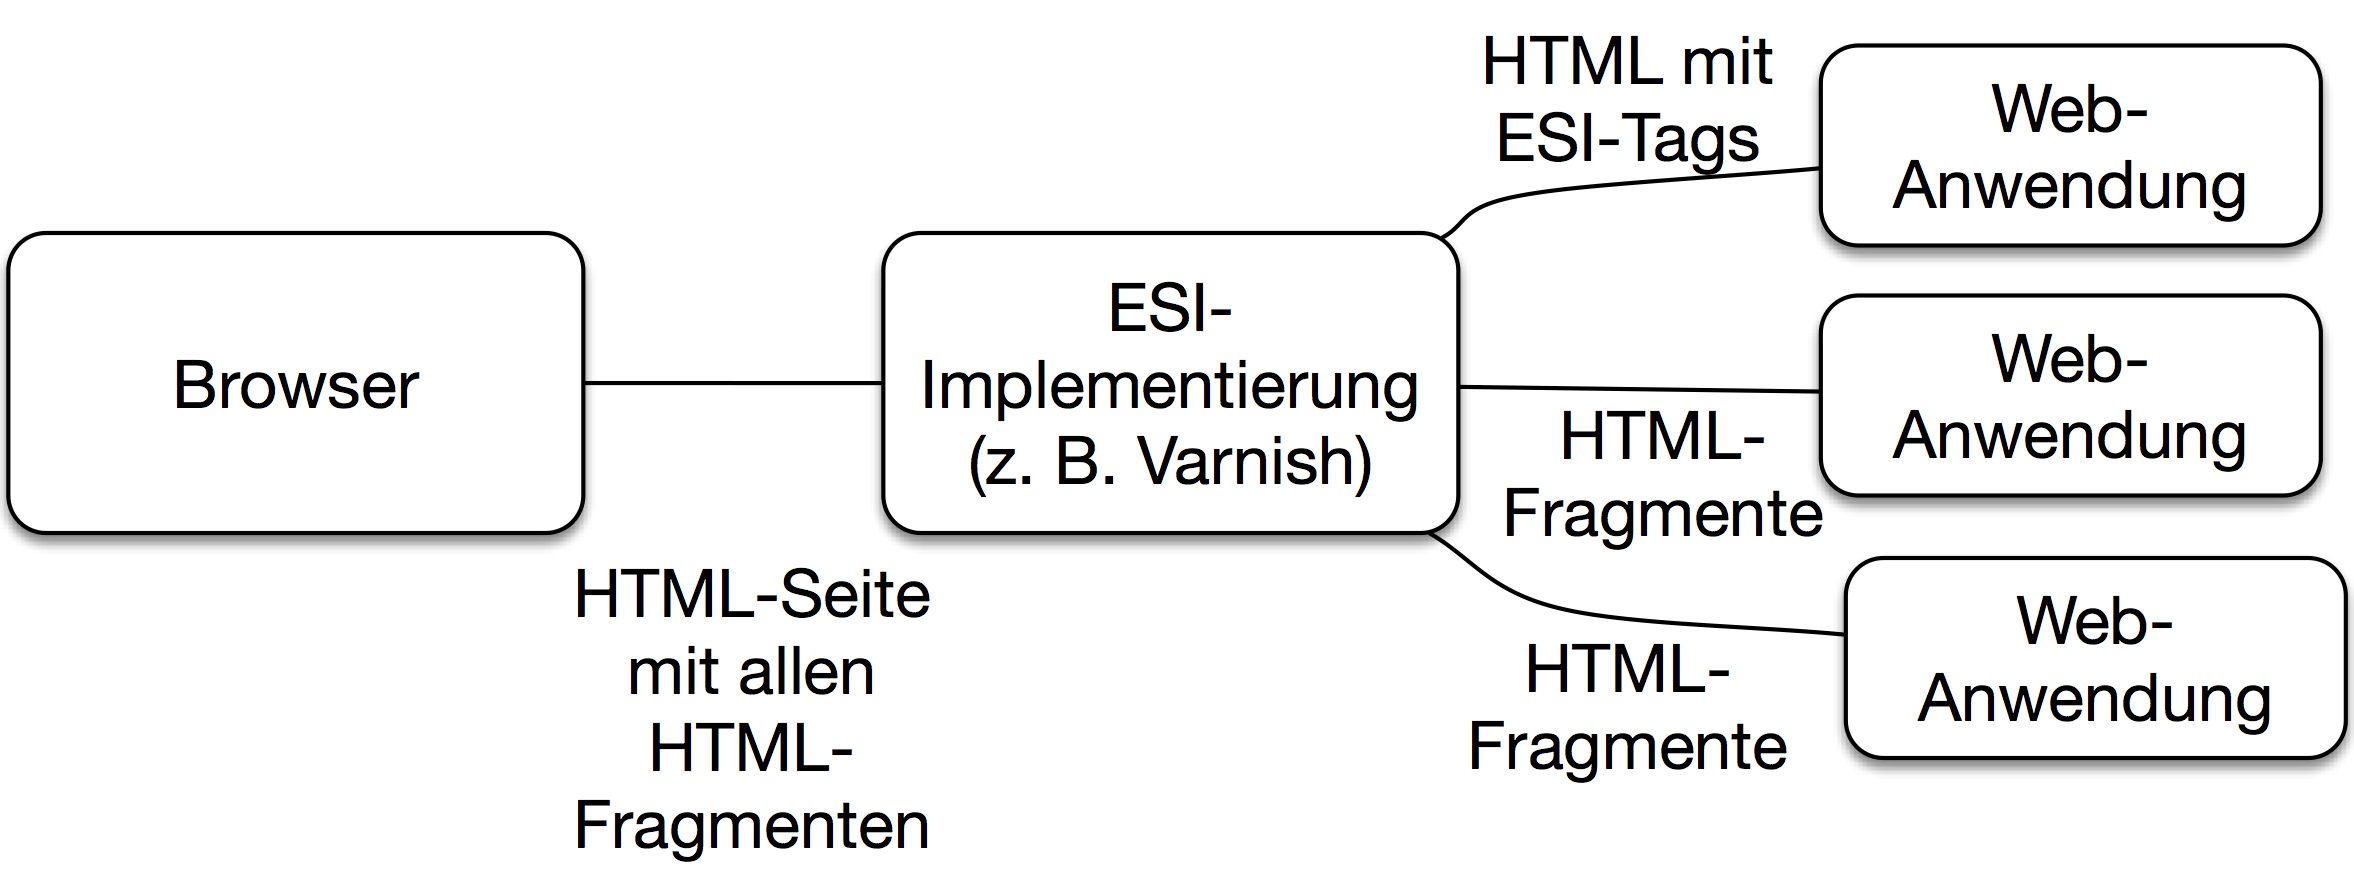 Browser
HTML-Seite
mit allen
HTML-
Fragmenten
ESI-
Implementierung
(z. B. Varnish)
HTML mit
ESI-Tags
Web-
Anwendung
HTML-
Fragmente
Web-
Anwendung
HTML-
Fragmente
Web-
Anwendung